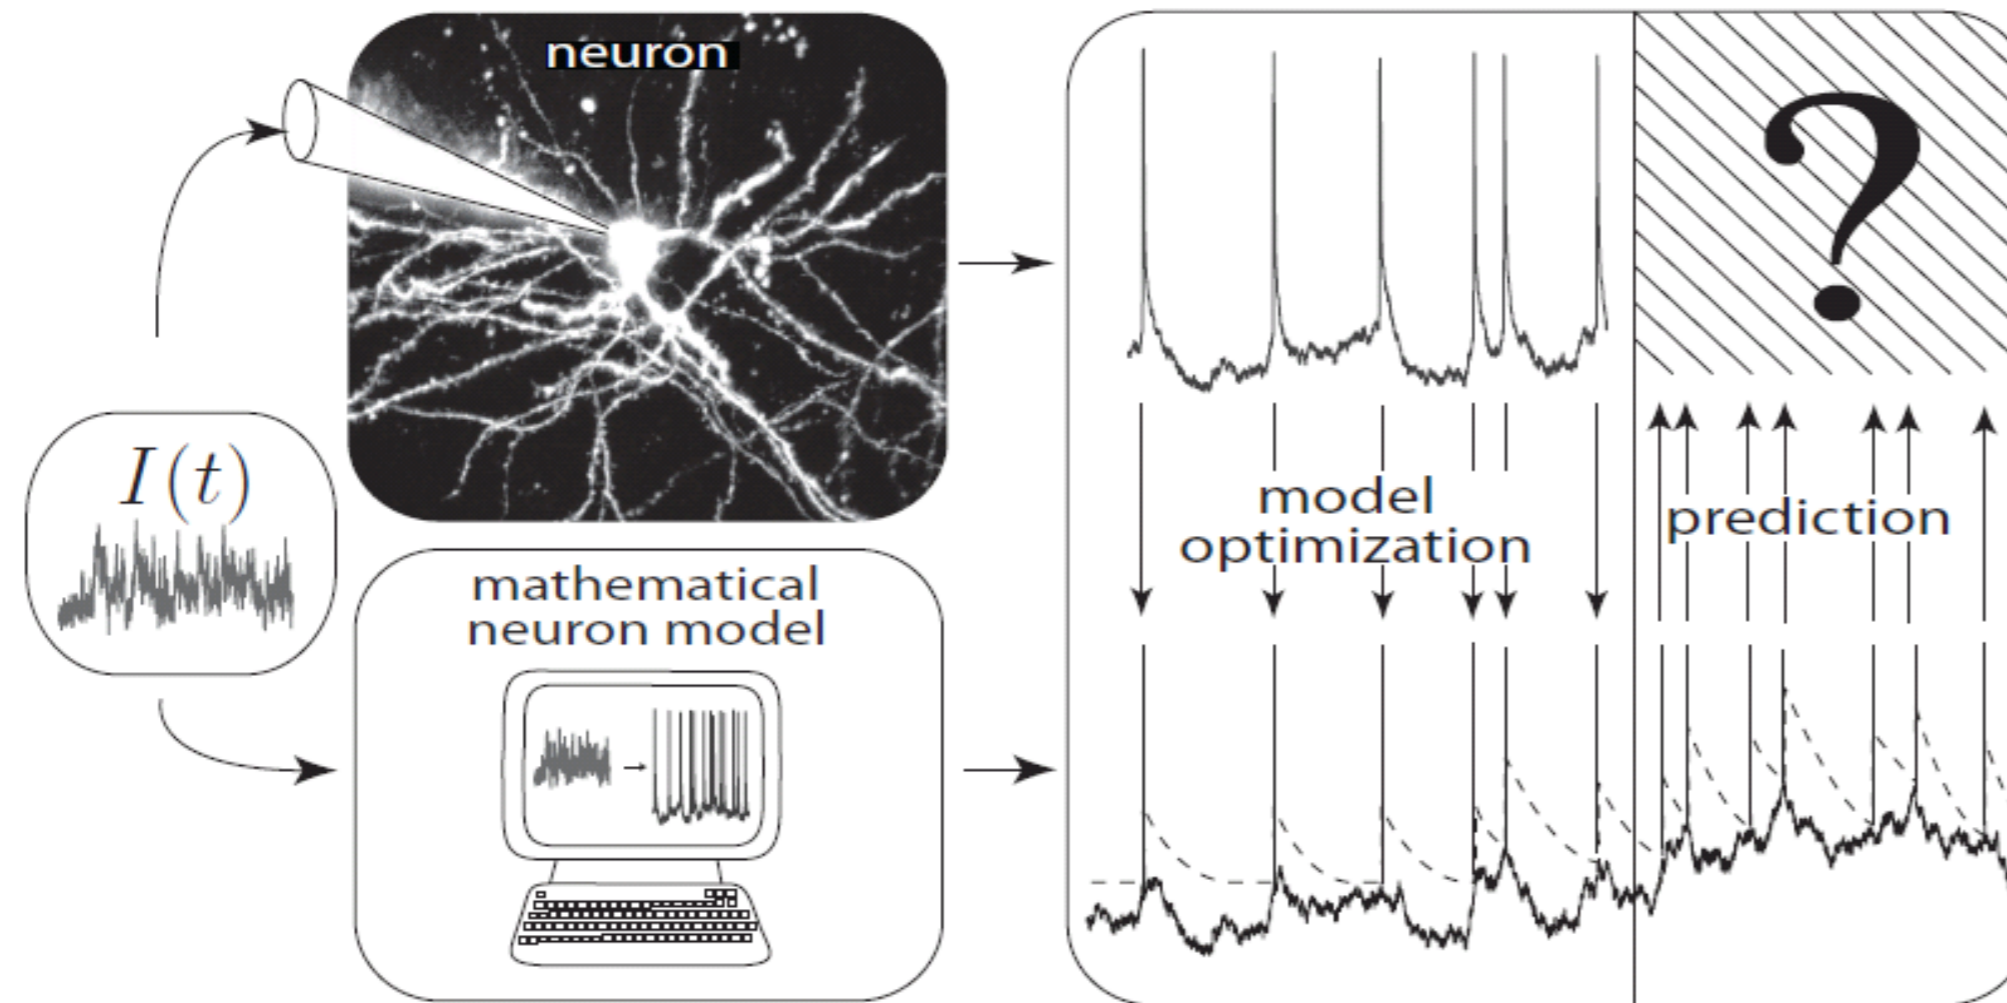 neuron
I(t)
mathematical
neuron model
model
optimization
prediction
?